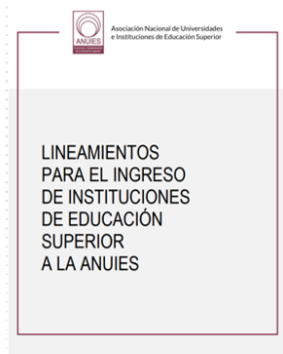 Asociación Nacional de Universidades
e Instituciones de Educación Superior
ANUIES
LINEAMIENTOS
PARA EL INGRESO
DE INSTITUCIONES
DE EDUCACIÓN
SUPERIOR
A LA ANUIES